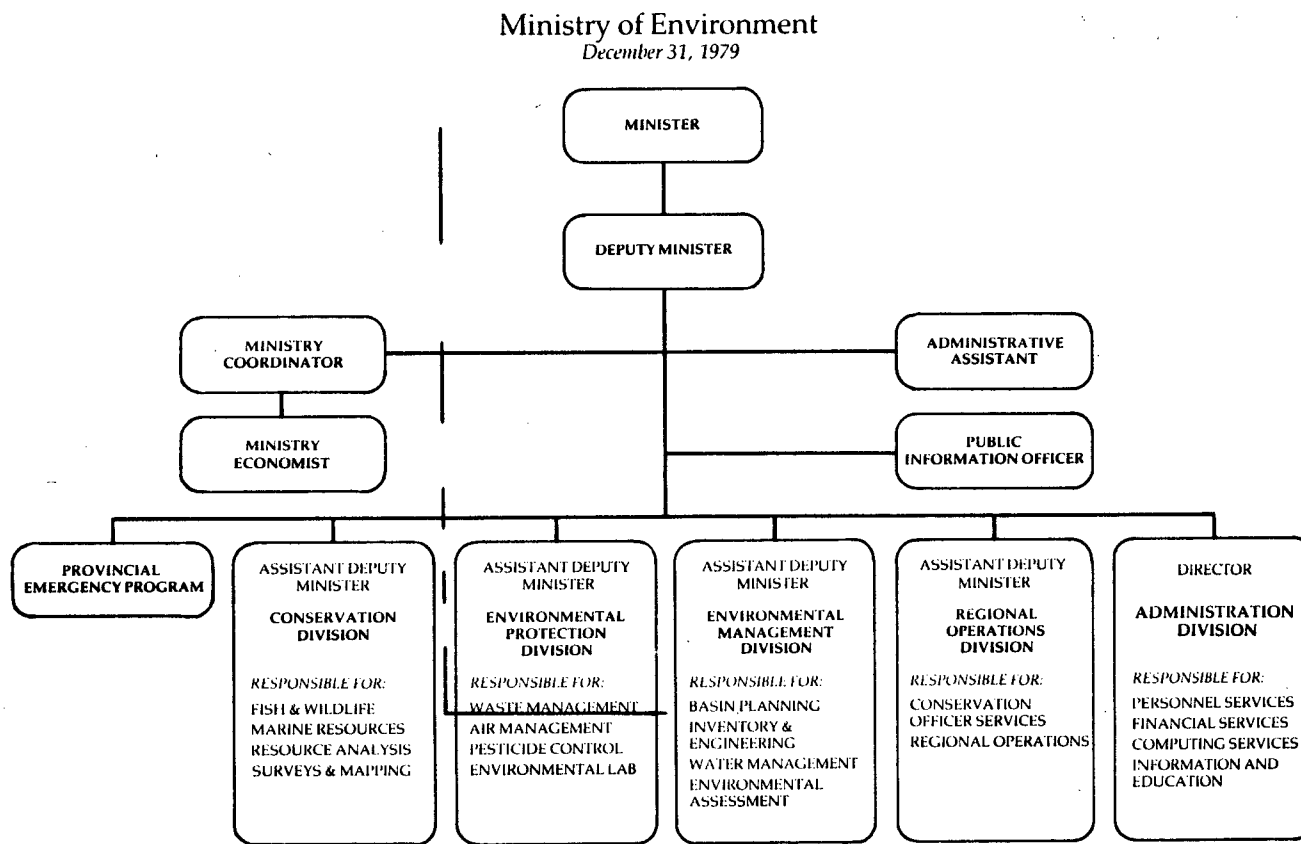 Ministry of Environment
December 31, 1979
MINISTER
DEPUTY MINISTER
MINISTRY
COORDINATOR
ADMINISTRATIVE
ASSISTANT
MINISTRY
ECONOMIST
PUBLIC
INFORMATION OFFICER
PROVINCIAL
EMERGENCY PROGRAM
ASSISTANT DEPUTY
MINISTER
CONSERVATION
DIVISION
RESPONSIBLE FOR:
FISH & WILDLIFE
MARINE RESOURCES
RESOURCE ANALYSIS
SURVEYS & MAPPING
ASSISTANT DEPUTY
MINISTER
ENVIRONMENTAL
PROTECTION
DIVISION
RESPONSIBLE FOR:
WASTE MANAGEMENT
AIR MANAGEMENT
PESTICIDE CONTROL
ENVIRONMENTAL LAB
ASSISTANT DEPUTY
MINISTER
ENVIRONMENTAL
MANAGEMENT
DIVISION
RESPONSIBLE FOR:
BASIN PLANNING
INVENTORY &
ENGINEERING
WATER MANAGEMENT
ENVIRONMENTAL
ASSESSMENT
ASSISTANT DEPUTY
MINISTER
REGIONAL
OPERATIONS
DIVISION
RESPONSIBLE FOR:
CONSERVATION
OFFICER SERVICES
REGIONAL OPERATIONS
DIRECTOR
ADMINISTRATION
DIVISION
RESPONSIBLE FOR:
PERSONNEL SERVICES
FINANCIAL SERVICES
COMPUTING SERVICES
INFORMATION AND
EDUCATION